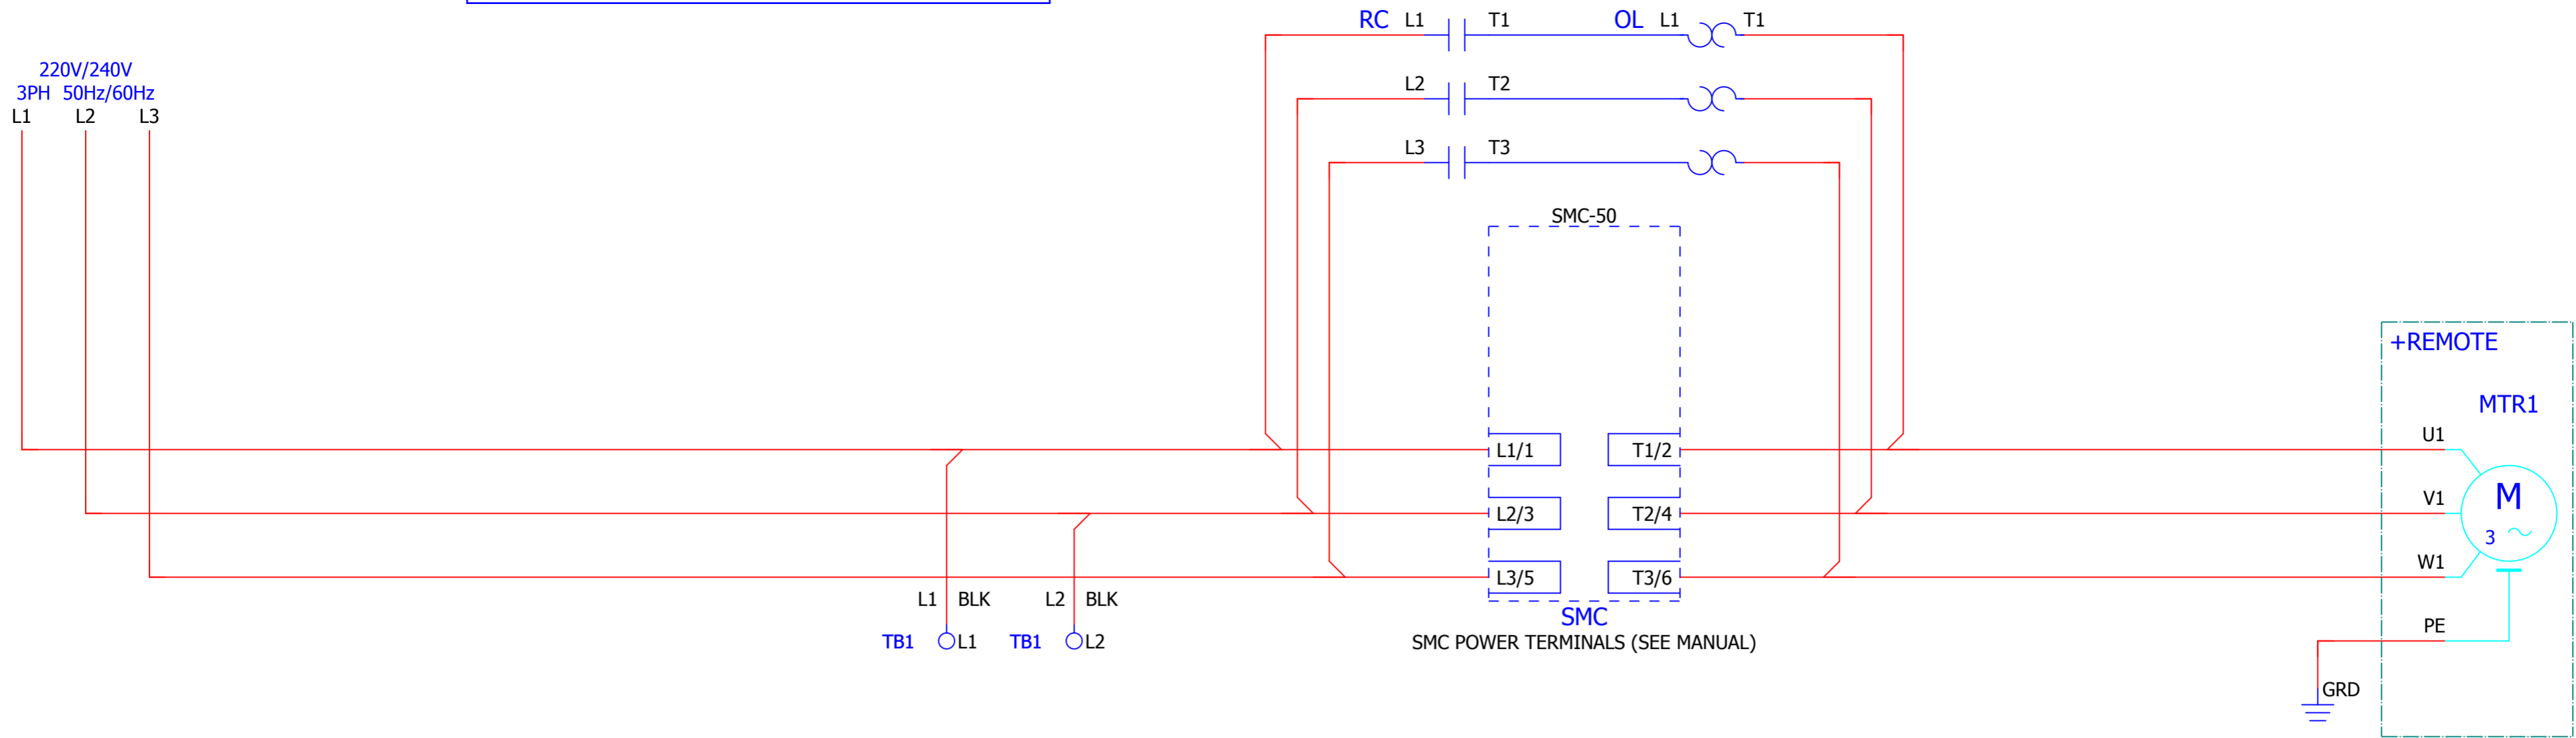 RC L1 T1 OL L1 T1
220V/240V
3PH 50Hz/60Hz
L1 L2 L3
L2 T2
L3 T3
SMC-50
+REMOTE
MTR1
U1
L1/1 T1/2
V1
M
3
L2/3 T2/4
W1
L3/5 T3/6
L1 BLK L2 BLK
SMC
PE
TB1 L1 TB1 L2
SMC POWER TERMINALS (SEE MANUAL)
GRD